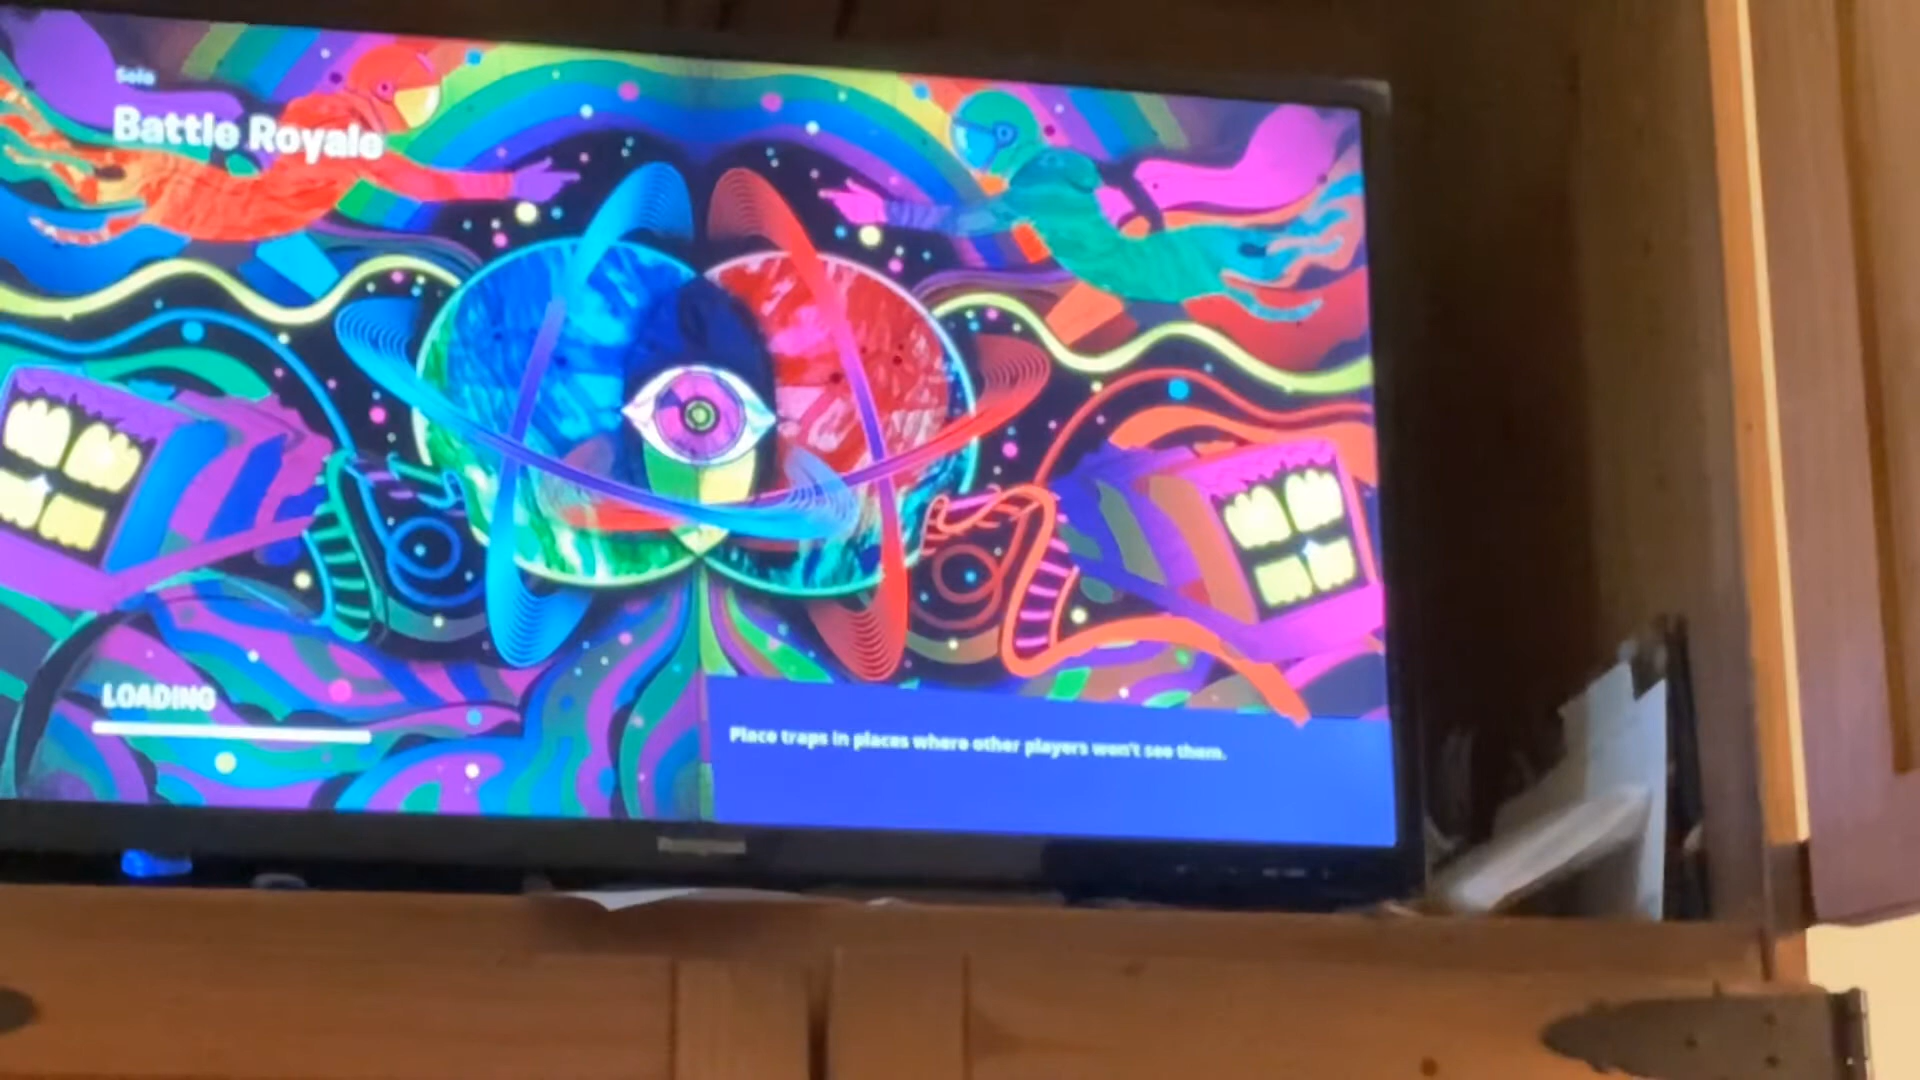 Solo
Battle Royale
LOADING
Place traps in places where other players won't see them.